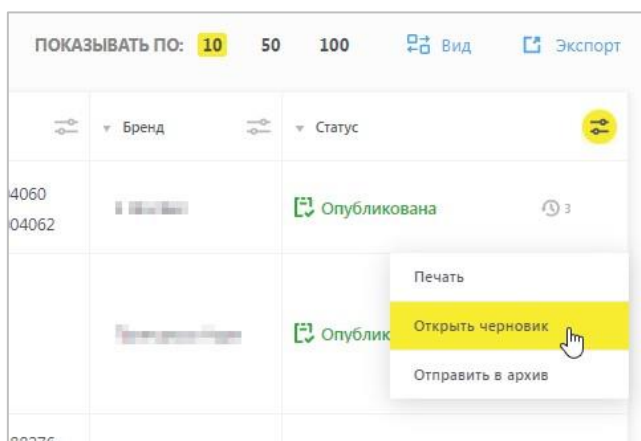 ПОКАЗЫВАТЬ ПО: 10 50 100 Вид Экспорт
Бренд Статус
4060
04062
Опубликована 3
Печать
Опублик
Открыть черновик
Отправить в архив